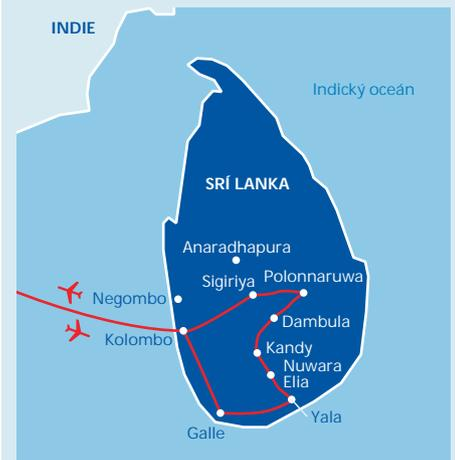 INDIE
Indický oceán
SRÍ LANKA
Anaradhapura
Sigiriya
Polonnaruwa
Negombo
Kolombo
Dambula
Kandy
Nuwara
Elia
Yala
Galle